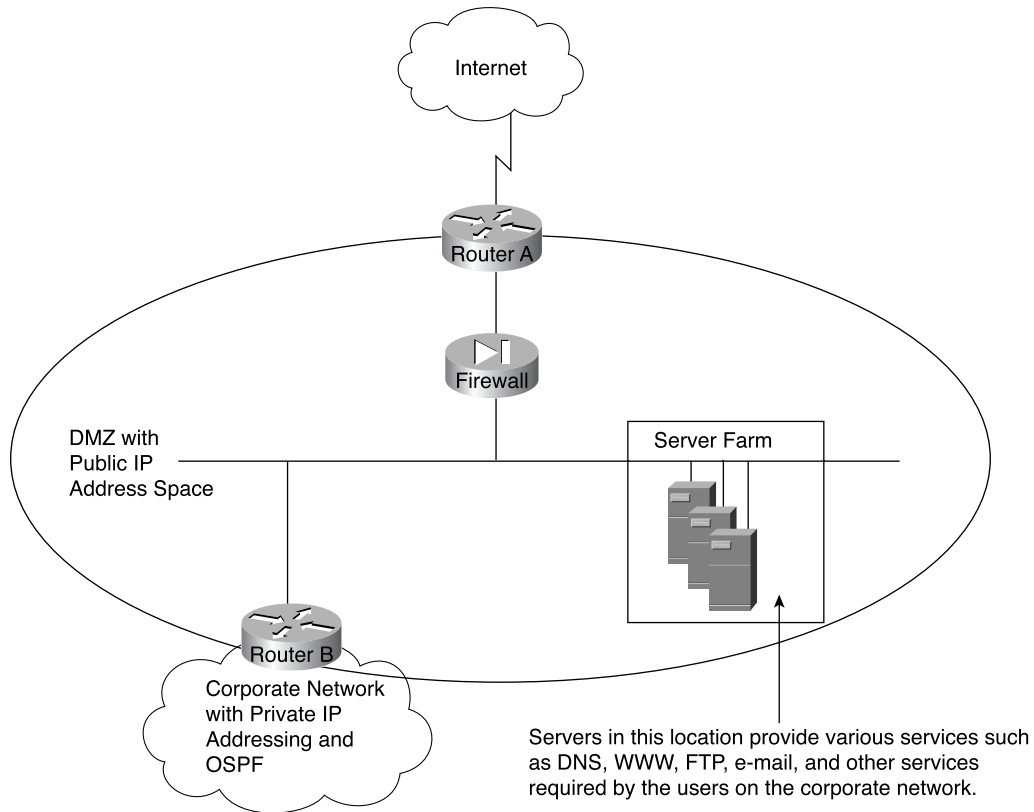 Internet
Router A
Firewall
DMZ with
Public IP
Address Space
Server Farm
Router B
Corporate Network
with Private IP
Addressing and
OSPF
Servers in this location provide various services such
as DNS, WWW, FTP, e-mail, and other services
required by the users on the corporate network.